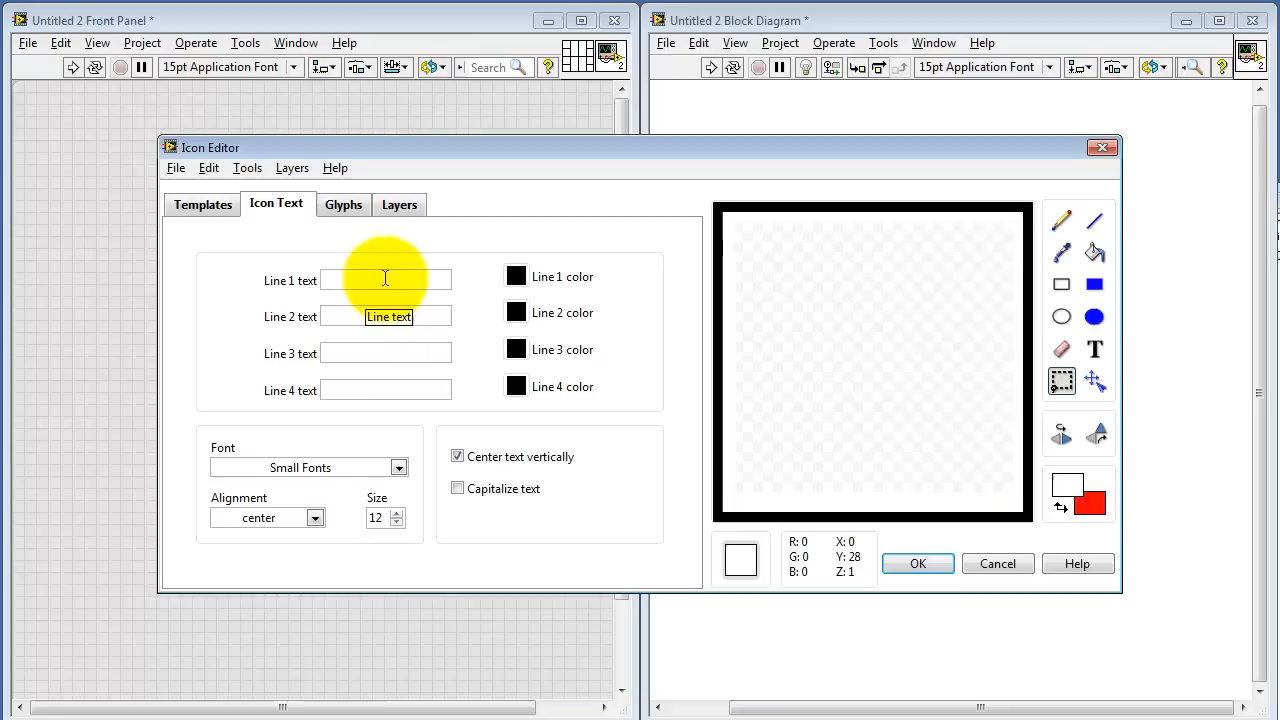 Untitled 2 Front Panel *
File Edit View Project Operate Tools Window Help
15pt Application Font
Search
?
2
Untitled 2 Block Diagram *
File Edit View Project Operate Tools Window Help
15pt Application Font
?
2
Icon Editor
File Edit Tools Layers Help
Templates Icon Text Glyphs Layers
Line 1 text
Line 1 color
Line 2 text
Line text
Line 2 color
Line 3 text
Line 3 color
Line 4 text
Line 4 color
Font
Small Fonts
Alignment
center
Size
12
Center text vertically
Capitalize text
T
R: 0 X: 0
G: 0 Y: 28
B: 0 Z: 1
OK Cancel Help